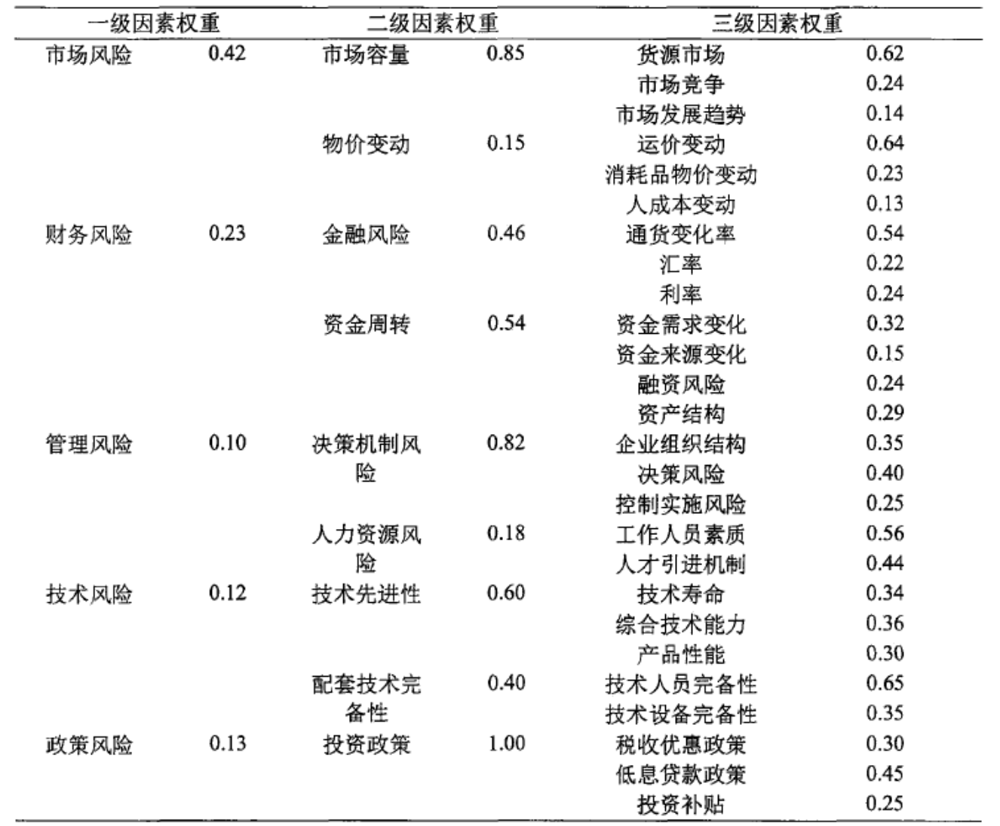 一级因素权重 二级因素权重 三级因素权重
市场风险 0.42 市场容量 0.85 货源市场 0.62
市场竞争 0.24
市场发展趋势 0.14
物价变动 0.15 运价变动 0.64
消耗品物价变动 0.23
人成本变动 0.13
财务风险 0.23 金融风险 0.46 通货变化率 0.54
汇率 0.22
利率 0.24
资金周转 0.54 资金需求变化 0.32
资金来源变化 0.15
融资风险 0.24
资产结构 0.29
管理风险 0.10 决策机制风 0.82 企业组织结构 0.35
险 决策风险 0.40
控制实施风险 0.25
人力资源风 0.18 工作人员素质 0.56
险 人才引进机制 0.44
技术风险 0.12 技术先进性 0.60 技术寿命 0.34
综合技术能力 0.36
产品性能 0.30
配套技术完 0.40 技术人员完备性 0.65
备性 技术设备完备性 0.35
政策风险 0.13 投资政策 1.00 税收优惠政策 0.30
低息贷款政策 0.45
投资补贴 0.25